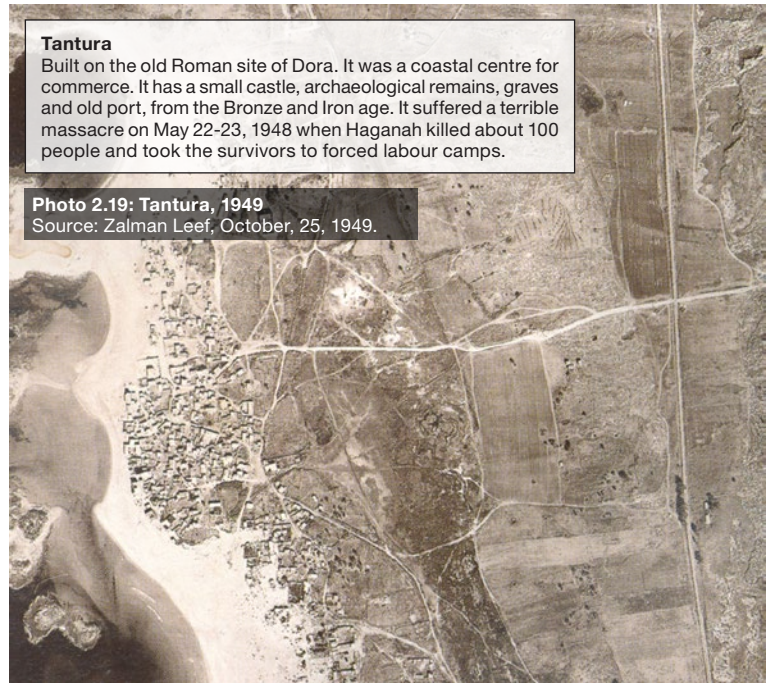 Tantura
Built on the old Roman site of Dora. It was a coastal centre for
commerce. It has a small castle, archaeological remains, graves
and old port, from the Bronze and Iron age. It suffered a terrible
massacre on May 22-23, 1948 when Haganah killed about 100
people and took the survivors to forced labour camps.
Photo 2.19: Tantura, 1949
Source: Zalman Leef, October, 25, 1949.